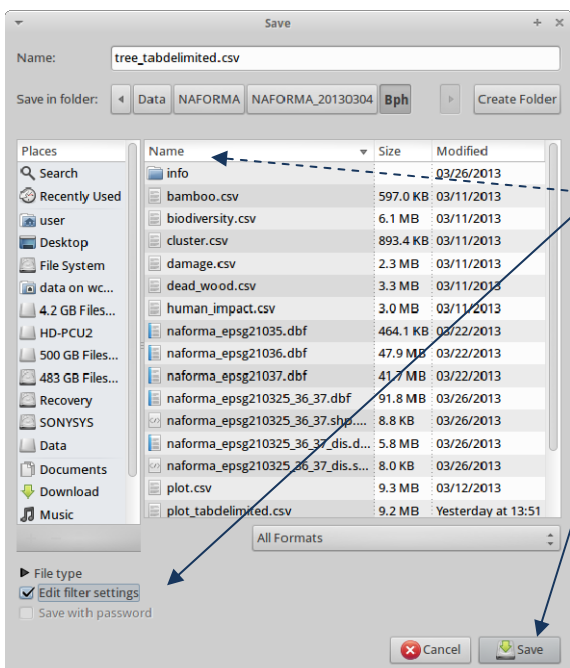 Save
Name: tree_tabdelimited.csv
Save in folder: Data NAFORMA NAFORMA_20130304 Bph Create Folder
Places
Search
Recently Used
user
Desktop
File System
data on wc...
4.2 GB Files...
HD-PCU2
500 GB Files...
483 GB Files...
Recovery
SONYSYS
Data
Documents
Download
Music
Name Size Modified
info 03/26/2013
bamboo.csv 597.0 KB 03/11/2013
biodiversity.csv 6.1 MB 03/11/2013
cluster.csv 893.4 KB 03/11/2013
damage.csv 2.3 MB 03/11/2013
dead_wood.csv 3.3 MB 03/11/2013
human_impact.csv 3.0 MB 03/11/2013
naforma_epsg21035.dbf 464.1 KB 03/22/2013
naforma_epsg21036.dbf 47.9 MB 03/22/2013
naforma_epsg21037.dbf 41.7 MB 03/22/2013
naforma_epsg210325_36_37.dbf 91.8 MB 03/26/2013
naforma_epsg210325_36_37.shp.... 8.8 KB 03/26/2013
naforma_epsg210325_36_37_dis.d... 5.8 MB 03/26/2013
naforma_epsg210325_36_37_dis.s... 8.0 KB 03/26/2013
plot.csv 9.3 MB 03/12/2013
plot_tabdelimited.csv 9.2 MB Yesterday at 13:51
All Formats
File type
Edit filter settings
Save with password
Cancel Save